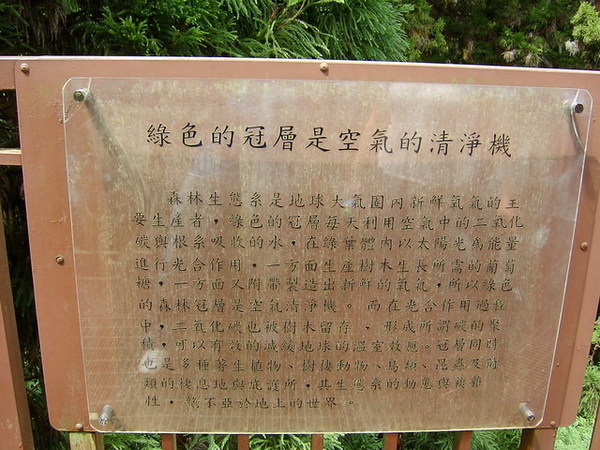 綠色的冠層是空氣的清淨機
森林生態系是地球大氣圈內新鮮氧氣的主
要生產者，綠色的冠層每天利用空氣中的二氧化
碳與根系吸收的水，在綠葉體內以太陽光為能量
進行光合作用，一方面生產樹木生長所需的葡萄
糖，一方面又附帶製造出新鮮的氧氣，所以綠色
的森林冠層是空氣清淨機。而在光合作用過程
中，二氧化碳也被樹木留存、形成所謂碳的聚
積，可以有效的減緩地球的溫室效應。冠層同時
也是多種著生植物、樹棲動物、鳥類、昆蟲及附
類的棲息地與庇護所，其生態系的動態與複雜
性，絕不亞於地上的世界。